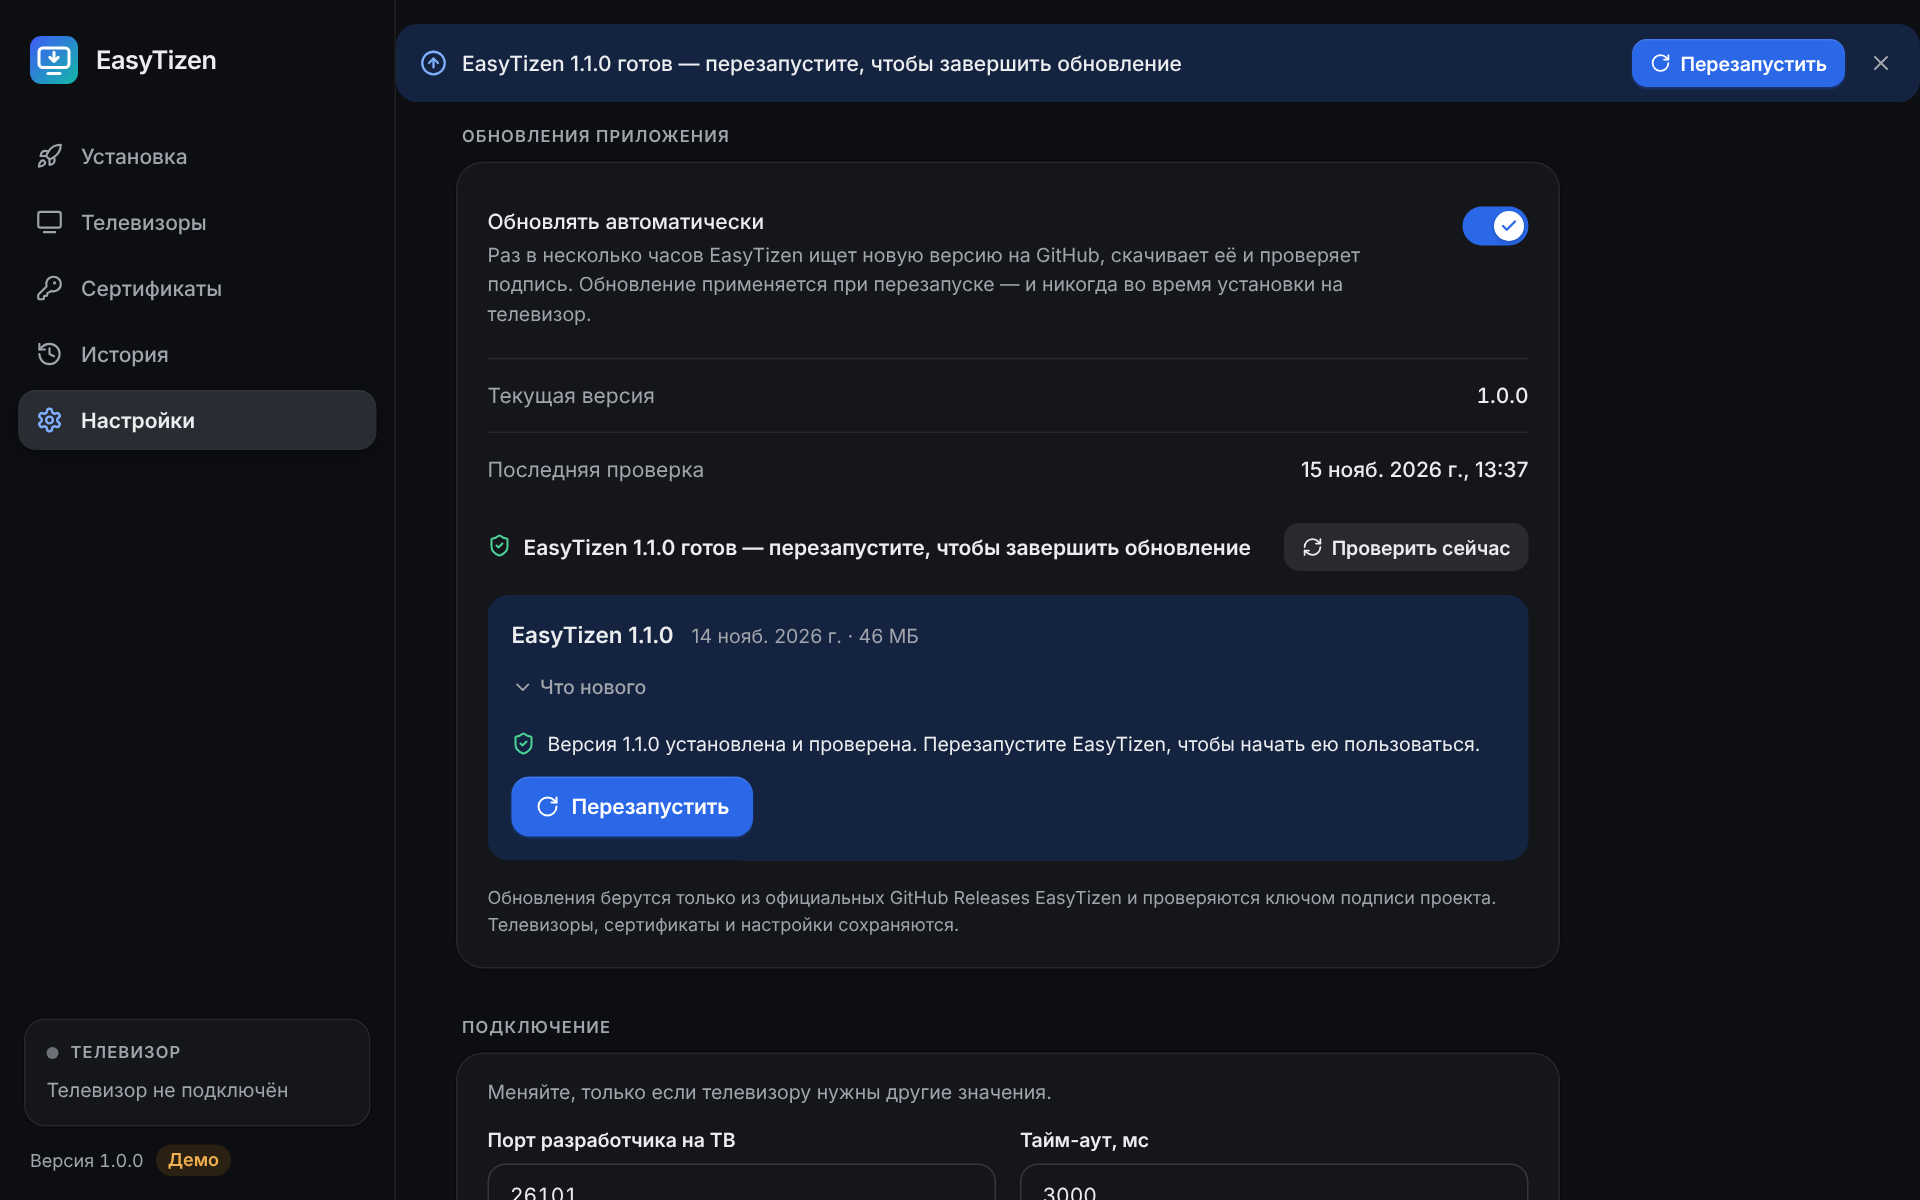 EasyTizen
Установка
Телевизоры
Сертификаты
История
Настройки
ТЕЛЕВИЗОР
Телевизор не подключён
Версия 1.0.0
Демо
EasyTizen 1.1.0 готов — перезапустите, чтобы завершить обновление
Перезапустить
ОБНОВЛЕНИЯ ПРИЛОЖЕНИЯ
Обновлять автоматически
Раз в несколько часов EasyTizen ищет новую версию на GitHub, скачивает её и проверяет
подпись. Обновление применяется при перезапуске — и никогда во время установки на
телевизор.
Текущая версия
1.0.0
Последняя проверка
15 нояб. 2026 г., 13:37
EasyTizen 1.1.0 готов — перезапустите, чтобы завершить обновление
Проверить сейчас
EasyTizen 1.1.0
14 нояб. 2026 г. · 46 МБ
Что нового
Версия 1.1.0 установлена и проверена. Перезапустите EasyTizen, чтобы начать ею пользоваться.
Перезапустить
Обновления берутся только из официальных GitHub Releases EasyTizen и проверяются ключом подписи проекта.
Телевизоры, сертификаты и настройки сохраняются.
ПОДКЛЮЧЕНИЕ
Меняйте, только если телевизору нужны другие значения.
Порт разработчика на ТВ
26101
Тайм-аут, мс
3000